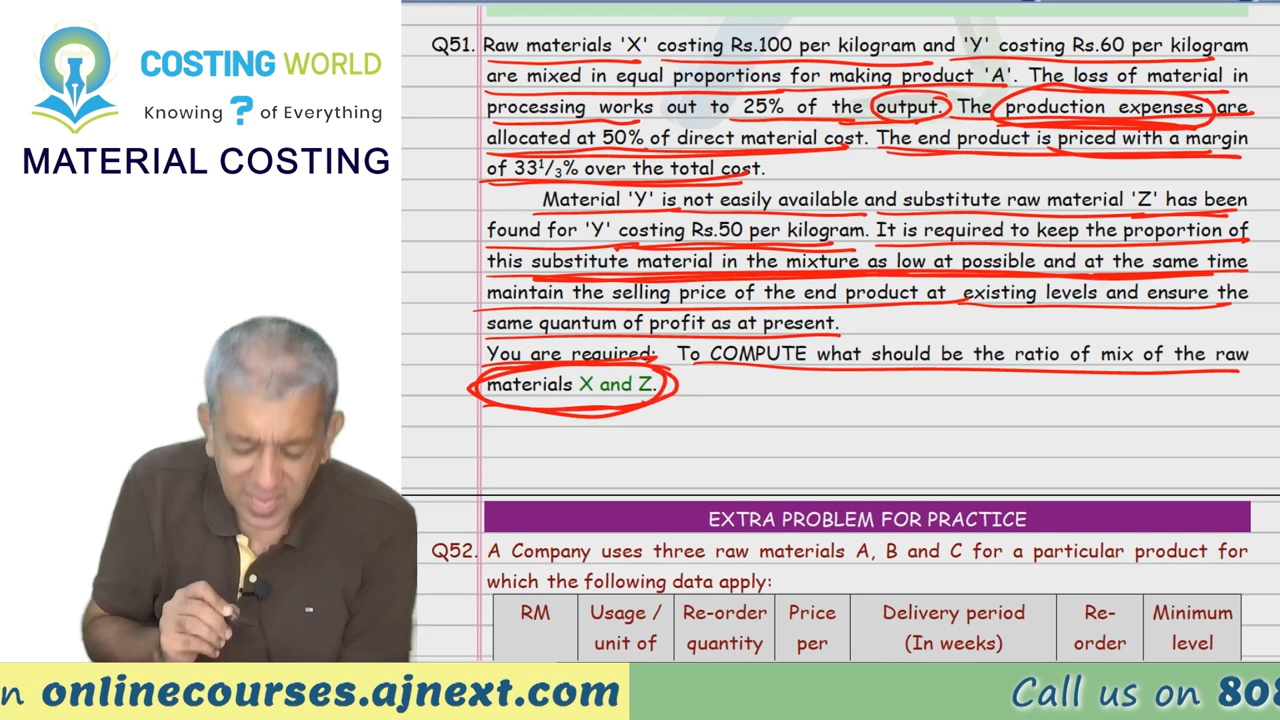 COSTING WORLD
Knowing ? of Everything
MATERIAL COSTING
Q51. Raw materials 'X' costing Rs.100 per kilogram and 'Y' costing Rs.60 per kilogram
are mixed in equal proportions for making product 'A'. The loss of material in
processing works out to 25% of the output. The production expenses are
allocated at 50% of direct material cost. The end product is priced with a margin
of 33¹/₃% over the total cost.
Material 'Y' is not easily available and substitute raw material 'Z' has been
found for 'Y' costing Rs.50 per kilogram. It is required to keep the proportion of
this substitute material in the mixture as low at possible and at the same time
maintain the selling price of the end product at existing levels and ensure the
same quantum of profit as at present.
You are required: To COMPUTE what should be the ratio of mix of the raw
materials X and Z.
EXTRA PROBLEM FOR PRACTICE
Q52. A Company uses three raw materials A, B and C for a particular product for
which the following data apply:
RM Usage / Re-order Price Delivery period Re- Minimum
unit of quantity per (In weeks) order level
n onlinecourses.ajnext.com Call us on 808